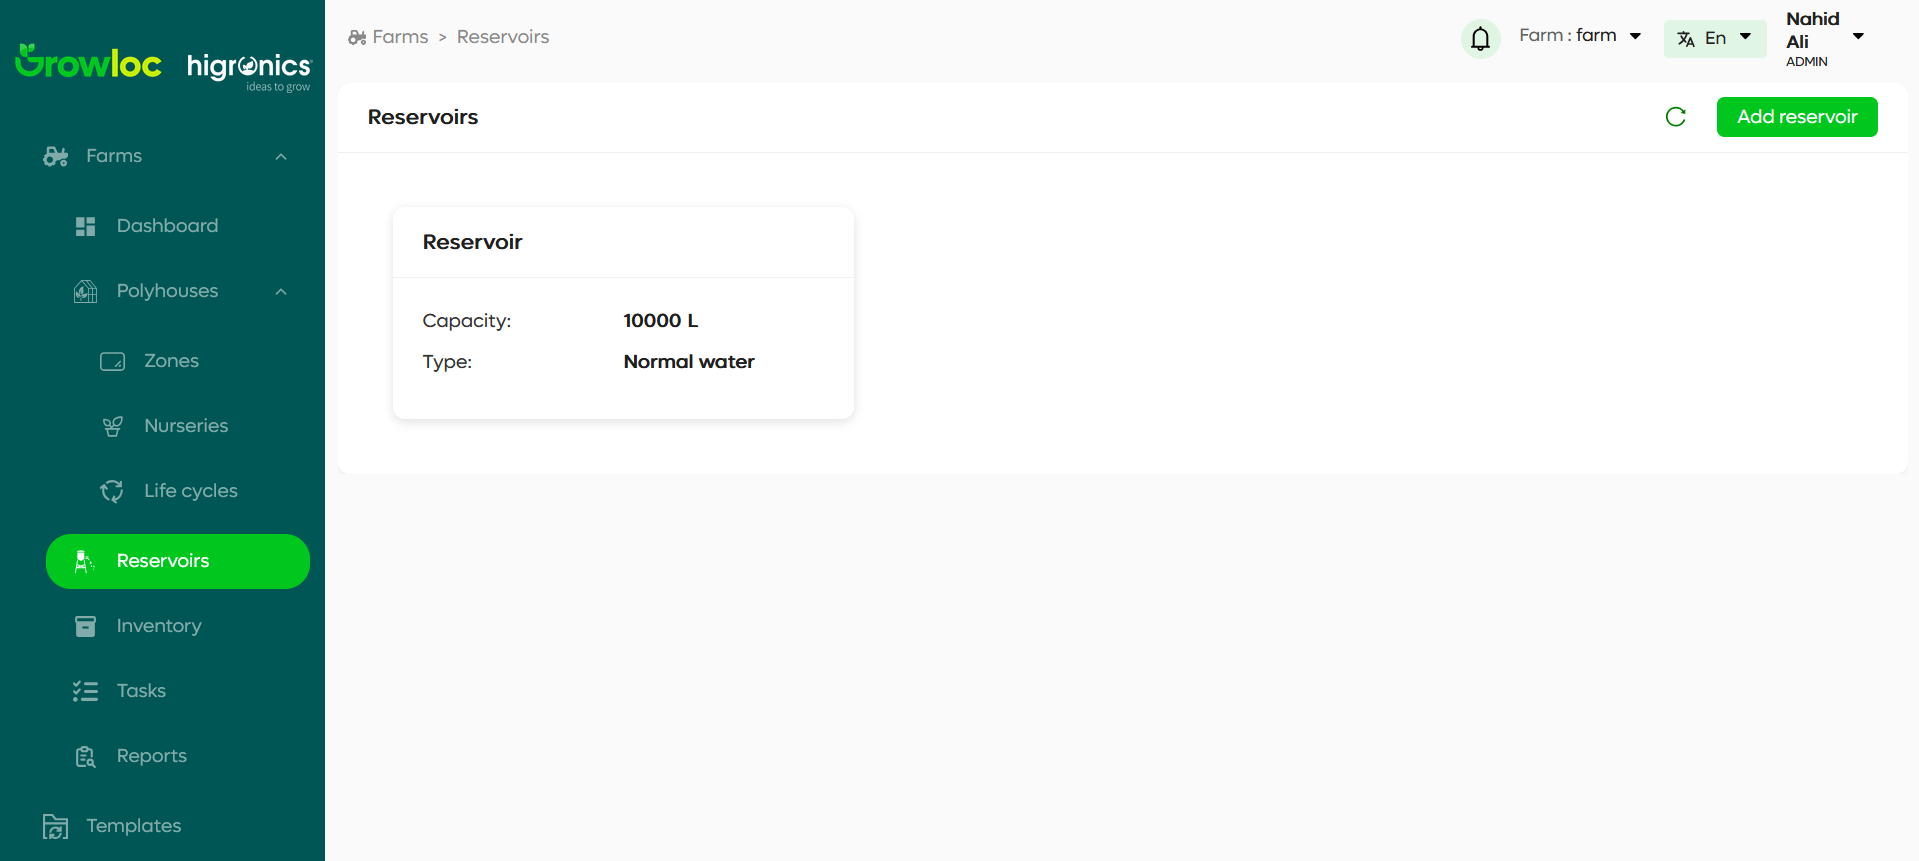 Growloc
higronics
ideas to grow
Farms
Dashboard
Polyhouses
Zones
Nurseries
Life cycles
Reservoirs
Inventory
Tasks
Reports
Templates
Farms > Reservoirs
Farm : farm
En
Nahid
Ali
ADMIN
Reservoirs
Add reservoir
Reservoir
Capacity: 10000 L
Type: Normal water